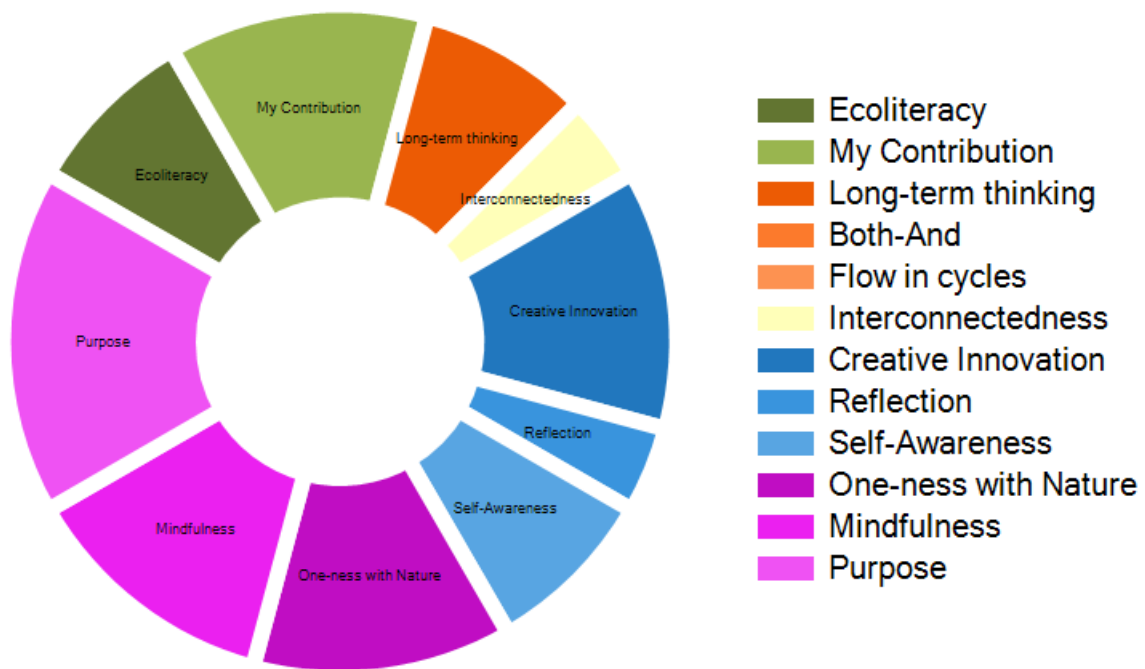 My Contribution
Long-term thinking
Ecoliteracy
Interconnectedness
Creative Innovation
Purpose
Reflection
Self-Awareness
Mindfulness
One-ness with Nature
Ecoliteracy
My Contribution
Long-term thinking
Both-And
Flow in cycles
Interconnectedness
Creative Innovation
Reflection
Self-Awareness
One-ness with Nature
Mindfulness
Purpose